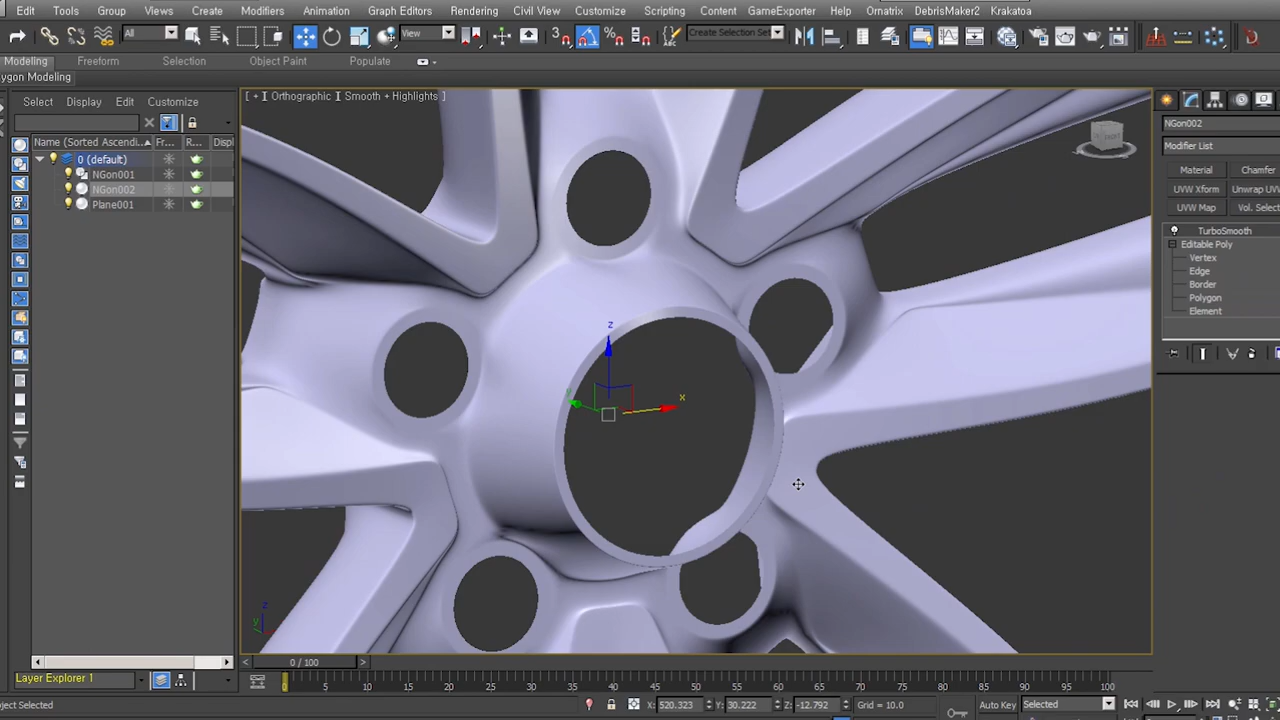 Edit Tools Group Views Create Modifiers Animation Graph Editors Rendering Civil View Customize Scripting Content GameExporter Help Ornatrix DebrisMaker2 Krakatoa
All View Create Selection Set
Modeling Freeform Selection Object Paint Populate
ygon Modeling
Select Display Edit Customize
Name (Sorted Ascendi... Fr... R... Displ
0 (default)
NGon001
NGon002
Plane001
[ + ] Orthographic ] Smooth + Highlights ]
z
x
y
z
y
NGon002
Modifier List
Material Chamfer
UVW Xform Unwrap UV
UVW Map Vol. Selec
TurboSmooth
Editable Poly
Vertex
Edge
Border
Polygon
Element
< 0 / 100 >
Layer Explorer 1
0 5 10 15 20 25 30 35 40 45 50 55 60 65 70 75 80 85 90 95 100
ject Selected X: 520.323 Y: 30.222 Z: -12.792 Grid = 10.0 Auto Key Selected